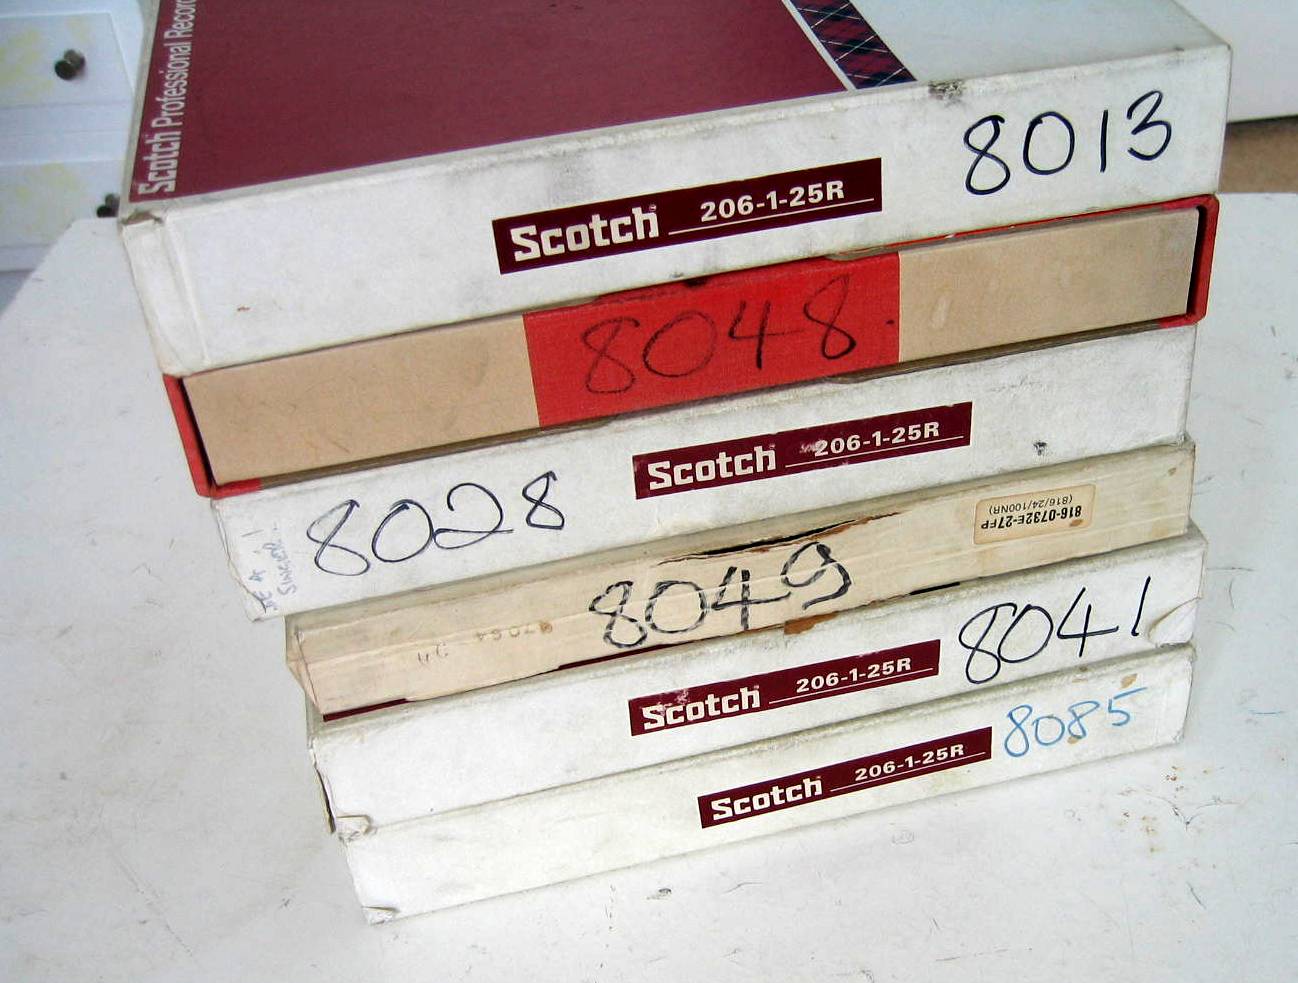 Scotch Professional Recor
Scotch 206-1-25R
8013
8048.
Scotch 206-1-25R
8028
816-0732E-27FP
(816/24/100NR)
8049
Scotch 206-1-25R
8041
Scotch 206-1-25R
8085